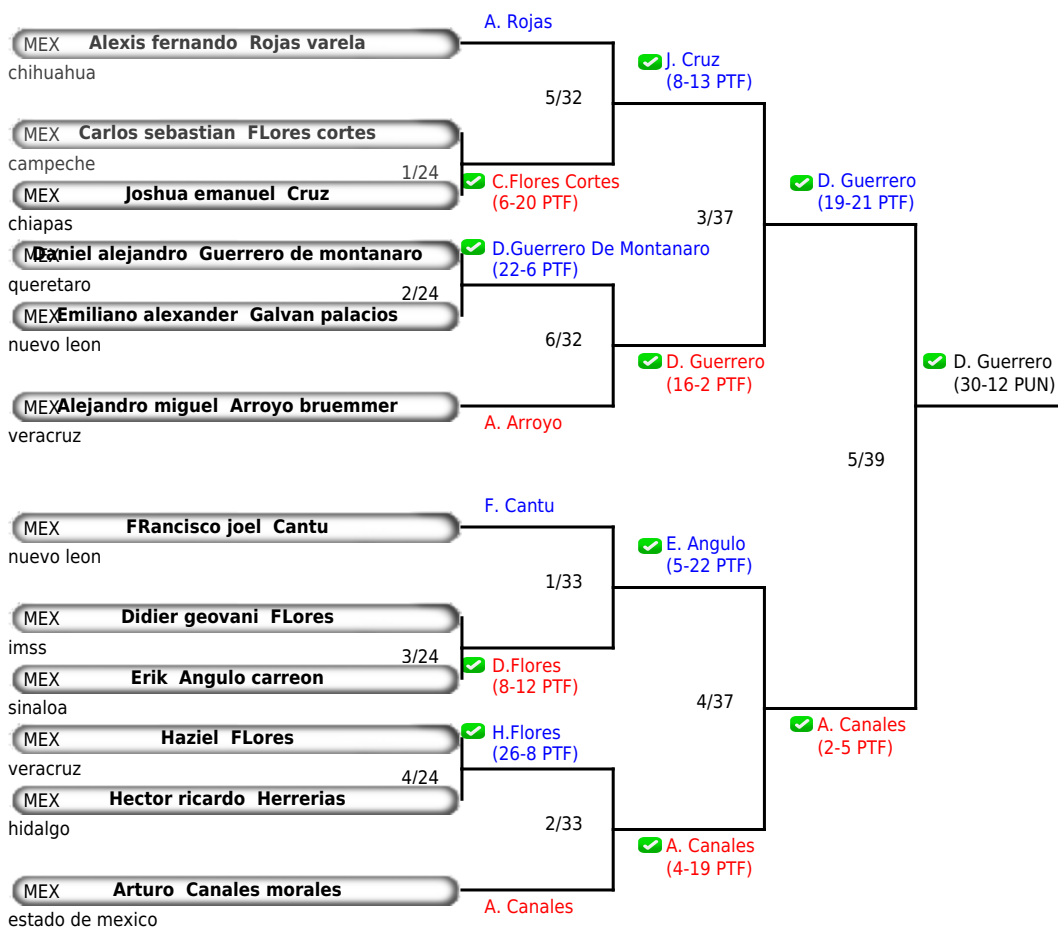 A. Rojas
MEX Alexis fernando Rojas varela
chihuahua
J. Cruz
(8-13 PTF)
5/32
MEX Carlos sebastian FLores cortes
campeche
1/24
C.Flores Cortes
(6-20 PTF)
MEX Joshua emanuel Cruz
chiapas
D. Guerrero
(19-21 PTF)
3/37
MEX Daniel alejandro Guerrero de montanaro
queretaro
D.Guerrero De Montanaro
(22-6 PTF)
2/24
MEX Emiliano alexander Galvan palacios
nuevo leon
6/32
D. Guerrero
(16-2 PTF)
D. Guerrero
(30-12 PUN)
MEX Alejandro miguel Arroyo bruemmer
veracruz
A. Arroyo
5/39
F. Cantu
MEX FRancisco joel Cantu
nuevo leon
E. Angulo
(5-22 PTF)
1/33
MEX Didier geovani FLores
imss
3/24
D.Flores
(8-12 PTF)
MEX Erik Angulo carreon
sinaloa
4/37
A. Canales
(2-5 PTF)
MEX Haziel FLores
veracruz
H.Flores
(26-8 PTF)
4/24
MEX Hector ricardo Herrerias
hidalgo
2/33
A. Canales
(4-19 PTF)
MEX Arturo Canales morales
estado de mexico
A. Canales